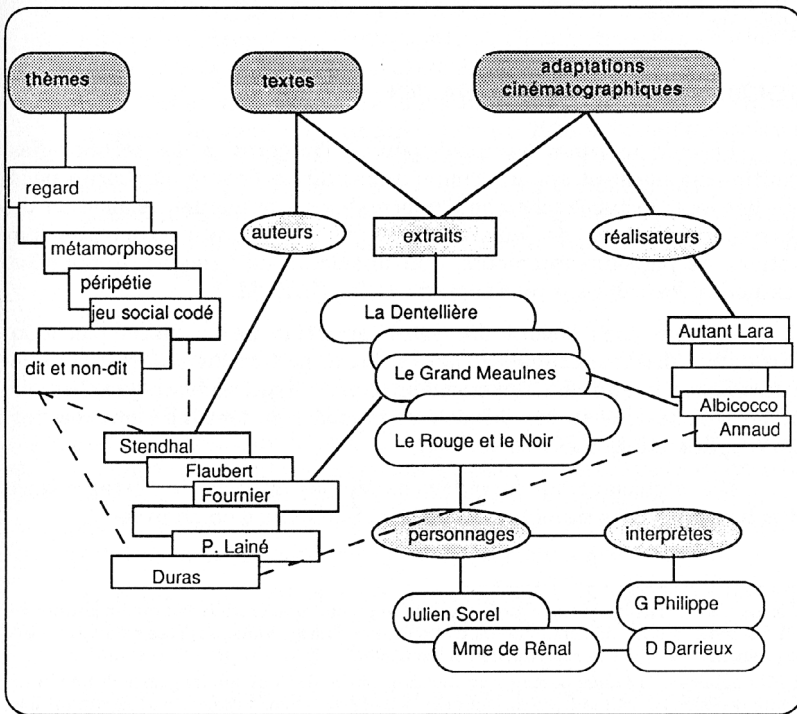 thèmes
textes
adaptations
cinématographiques
regard
métamorphose
péripétie
jeu social codé
dit et non-dit
auteurs
extraits
réalisateurs
La Dentellière
Le Grand Meaulnes
Le Rouge et le Noir
Autant Lara
Albicocco
Annaud
Stendhal
Flaubert
Fournier
P. Lainé
Duras
personnages
interprètes
Julien Sorel
G Philippe
Mme de Rênal
D Darrieux